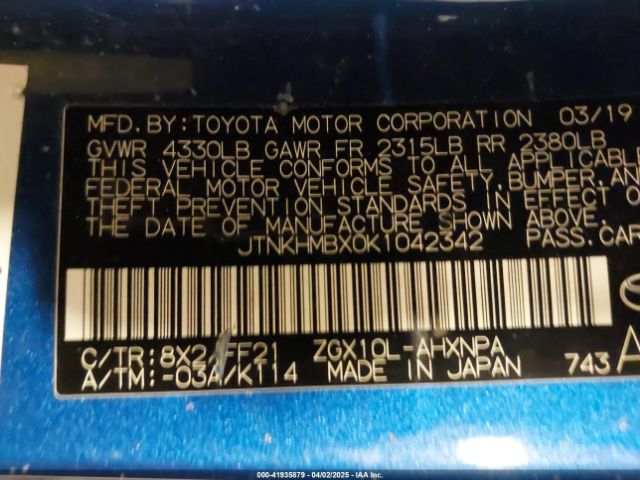 MFD.BY:TOYOTA MOTOR CORPORATION 03/19
GVWR 4330LB GAWR FR 2315LB RR 2380LB
THIS VEHICLE CONFORMS TO ALL APPLICABLE
FEDERAL MOTOR VEHICLE SAFETY,BUMPER,AND
THEFT PREVENTION STANDARDS IN EFFECT O
THE DATE OF MANUFACTURE SHOWN ABOVE.
JTNKHMBX0K1042342 PASS.CAR
C/TR:8X2 FF21 ZGX10L-AHXNPA
A/TM:-03A/K114 MADE IN JAPAN 743
000-41935879 - 04/02/2025 - IAA Inc.